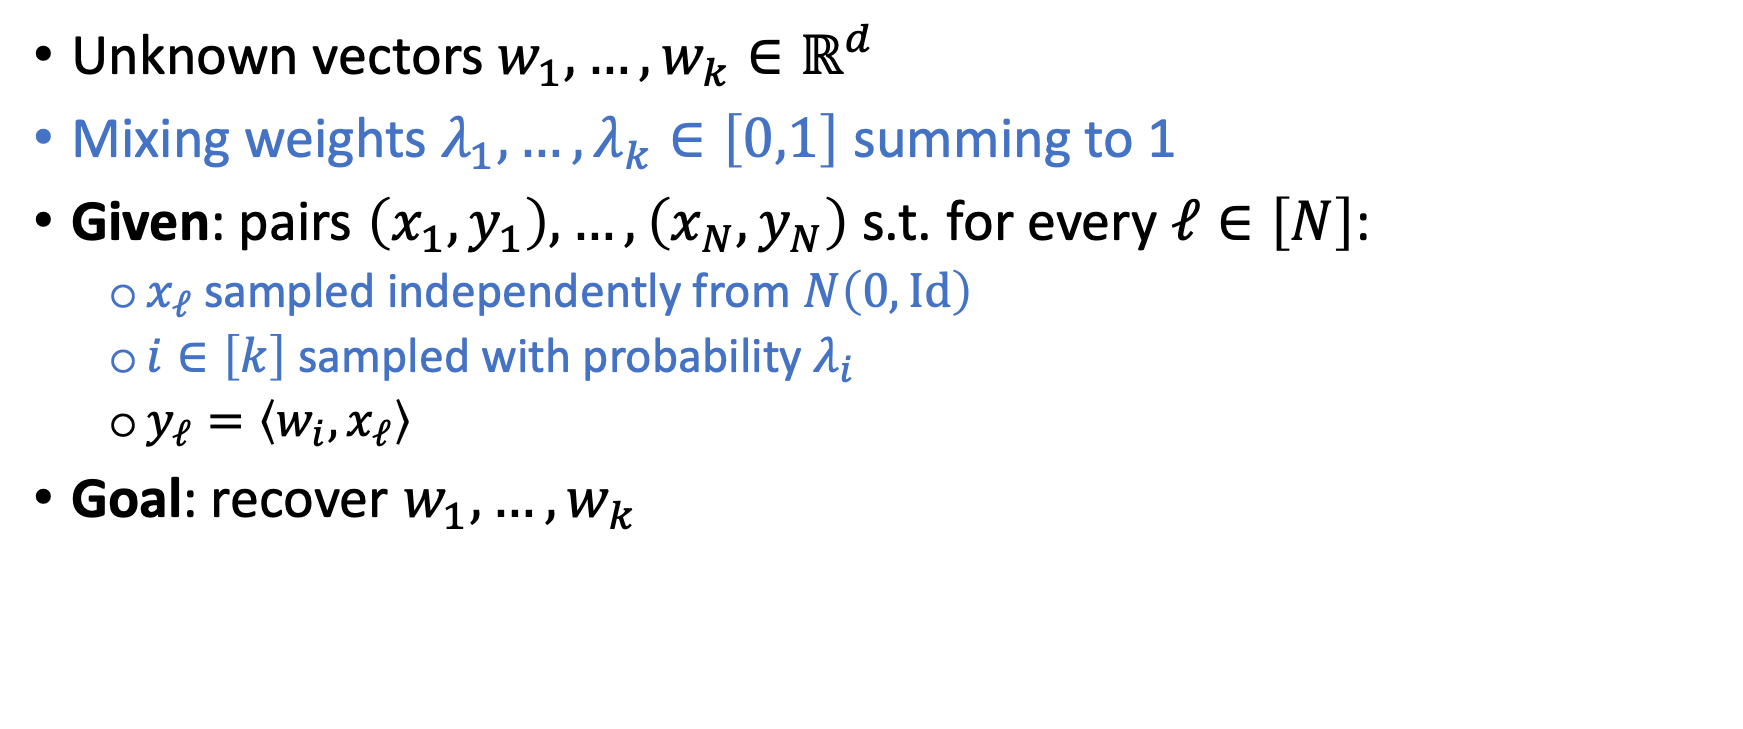 • Unknown vectors w₁, … , wₖ ∈ ℝᵈ
• Mixing weights λ₁, … , λₖ ∈ [0,1] summing to 1
• Given: pairs (x₁, y₁), … , (x_N, y_N) s.t. for every ℓ ∈ [N]:
○ x_ℓ sampled independently from N(0, Id)
○ i ∈ [k] sampled with probability λᵢ
○ y_ℓ = ⟨wᵢ, x_ℓ⟩
• Goal: recover w₁, … , wₖ